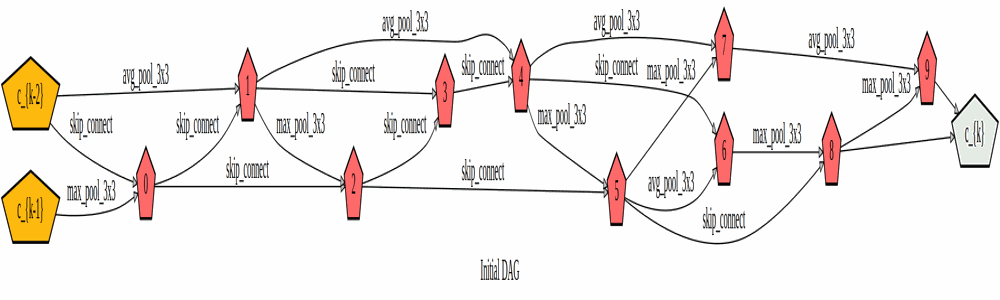 avg_pool_3x3
avg_pool_3x3
7
avg_pool_3x3
c_{k-2}
avg_pool_3x3
1
skip_connect
3
skip_connect
4
skip_connect
max_pool_3x3
9
max_pool_3x3
skip_connect
skip_connect
max_pool_3x3
skip_connect
max_pool_3x3
6
max_pool_3x3
8
c_{k}
c_{k-1}
max_pool_3x3
0
skip_connect
2
skip_connect
5
avg_pool_3x3
skip_connect
Initial DAG